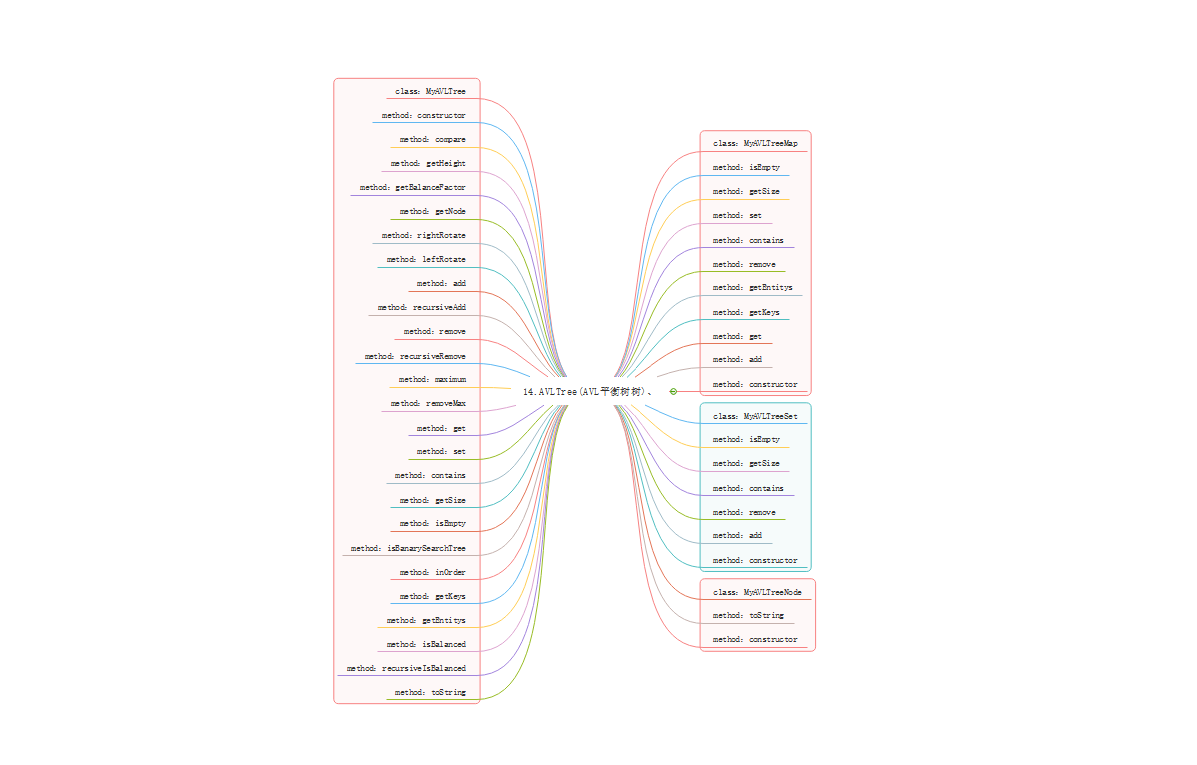 class: MyAVLTree
method: constructor
method: compare
method: getHeight
method: getBalanceFactor
method: getNode
method: rightRotate
method: leftRotate
method: add
method: recursiveAdd
method: remove
method: recursiveRemove
method: maximum
method: removeMax
method: get
method: set
method: contains
method: getSize
method: isEmpty
method: isBanarySearchTree
method: inOrder
method: getKeys
method: getEntitys
method: isBalanced
method: recursiveIsBalanced
method: toString
14.AVLTree(AVL平衡树树)、
class: MyAVLTreeMap
method: isEmpty
method: getSize
method: set
method: contains
method: remove
method: getEntitys
method: getKeys
method: get
method: add
method: constructor
class: MyAVLTreeSet
method: isEmpty
method: getSize
method: contains
method: remove
method: add
method: constructor
class: MyAVLTreeNode
method: toString
method: constructor